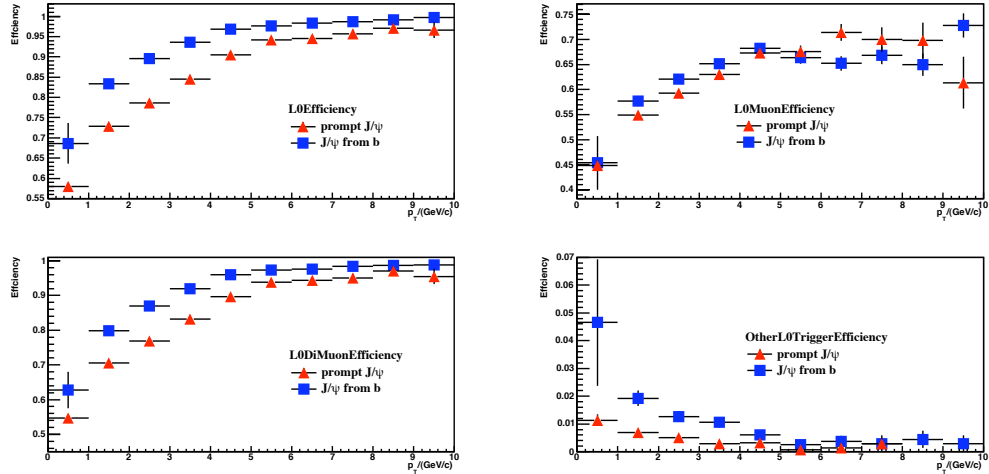 Effciency
1
0.95
0.9
0.85
0.8
0.75
0.7
0.65
0.6
0.55
L0Efficiency
prompt J/ψ
J/ψ from b
0 1 2 3 4 5 6 7 8 9 10
p_T/(GeV/c)
Effciency
0.75
0.7
0.65
0.6
0.55
0.5
0.45
0.4
L0MuonEfficiency
prompt J/ψ
J/ψ from b
0 1 2 3 4 5 6 7 8 9 10
p_T/(GeV/c)
Effciency
1
0.9
0.8
0.7
0.6
0.5
L0DiMuonEfficiency
prompt J/ψ
J/ψ from b
0 1 2 3 4 5 6 7 8 9 10
p_T/(GeV/c)
Effciency
0.07
0.06
0.05
0.04
0.03
0.02
0.01
0
OtherL0TriggerEfficiency
prompt J/ψ
J/ψ from b
0 1 2 3 4 5 6 7 8 9 10
p_T/(GeV/c)